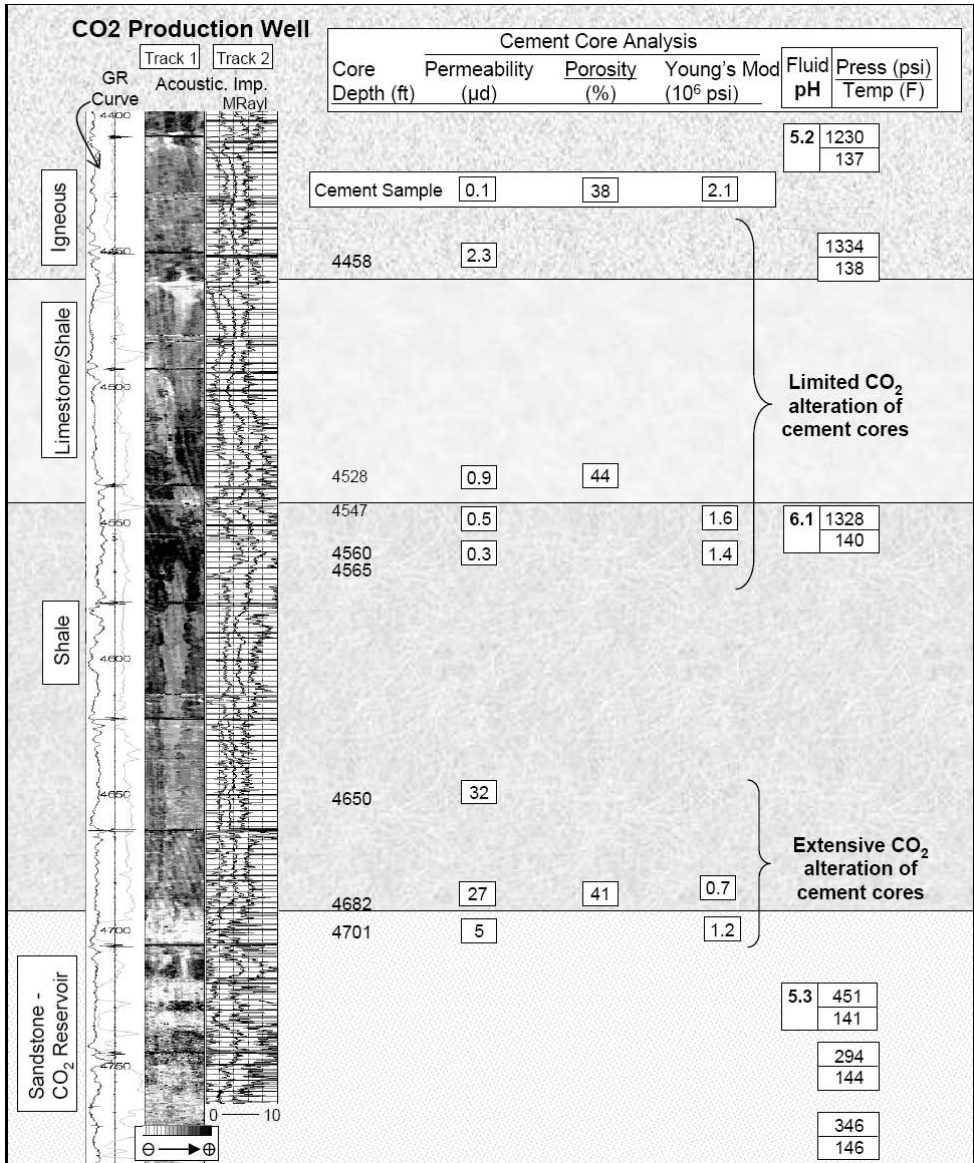 CO2 Production Well
Track 1 Track 2
GR
Curve
Acoustic. Imp.
MRayl
Cement Core Analysis
Core
Depth (ft)
Permeability
(μd)
Porosity
(%)
Young's Mod
(10⁶ psi)
Fluid
pH
Press (psi)
Temp (F)
4400
5.2 1230
137
Igneous
Cement Sample 0.1 38 2.1
4450
4458 2.3
1334
138
Limestone/Shale
4500
Limited CO₂
alteration of
cement cores
4528 0.9 44
4547 0.5 1.6
6.1 1328
140
4550
4560 0.3 1.4
4565
Shale
4600
4650
4650 32
Extensive CO₂
alteration of
cement cores
4682 27 41 0.7
4700
4701 5 1.2
Sandstone -
CO₂ Reservoir
5.3 451
141
294
144
4750
346
146
0 — 10
⊖ → ⊕